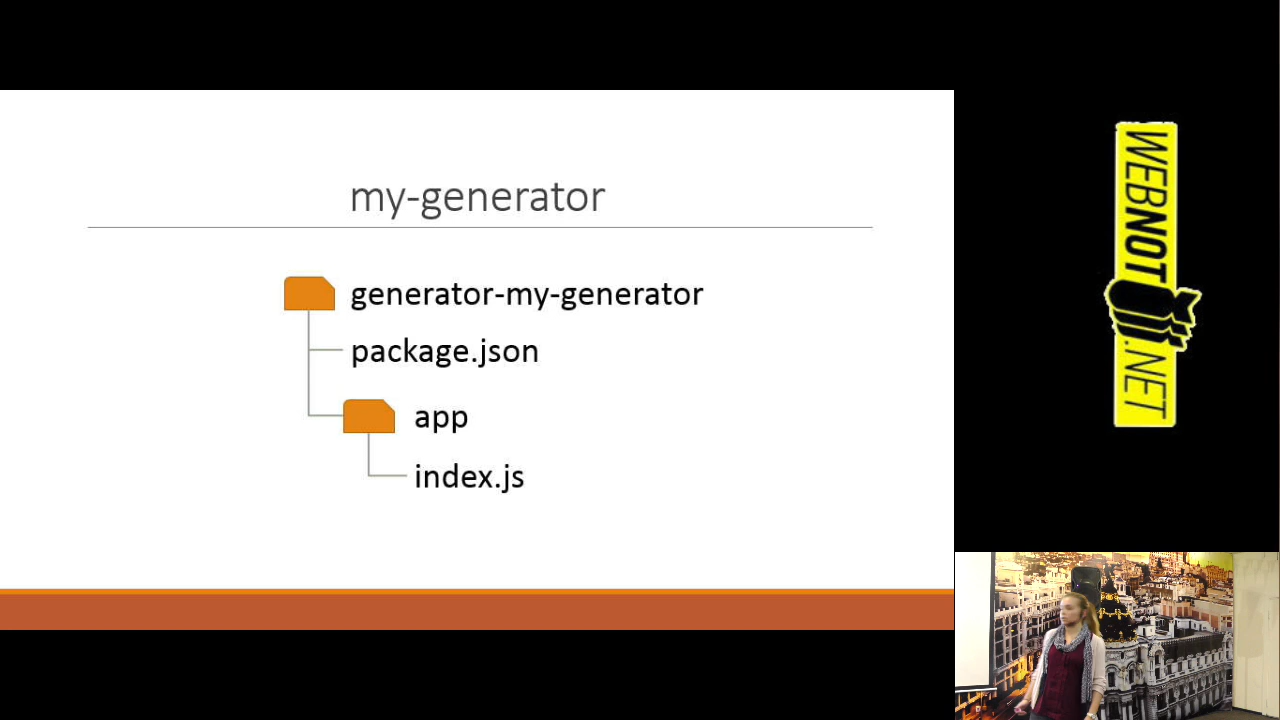 my-generator
generator-my-generator
package.json
app
index.js
WEBNOT
.NET